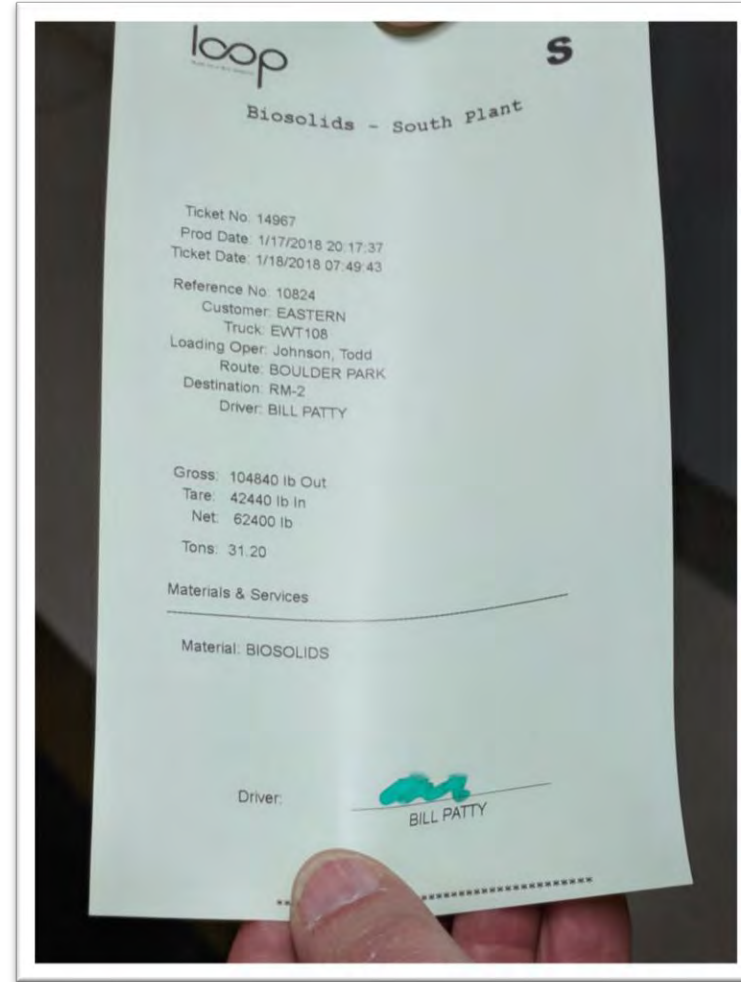 loop
S
Biosolids - South Plant
Ticket No: 14967
Prod Date: 1/17/2018 20:17:37
Ticket Date: 1/18/2018 07:49:43
Reference No: 10824
Customer: EASTERN
Truck: EWT108
Loading Oper: Johnson, Todd
Route: BOULDER PARK
Destination: RM-2
Driver: BILL PATTY
Gross: 104840 lb Out
Tare: 42440 lb In
Net: 62400 lb
Tons: 31.20
Materials & Services
Material: BIOSOLIDS
Driver:
BILL PATTY